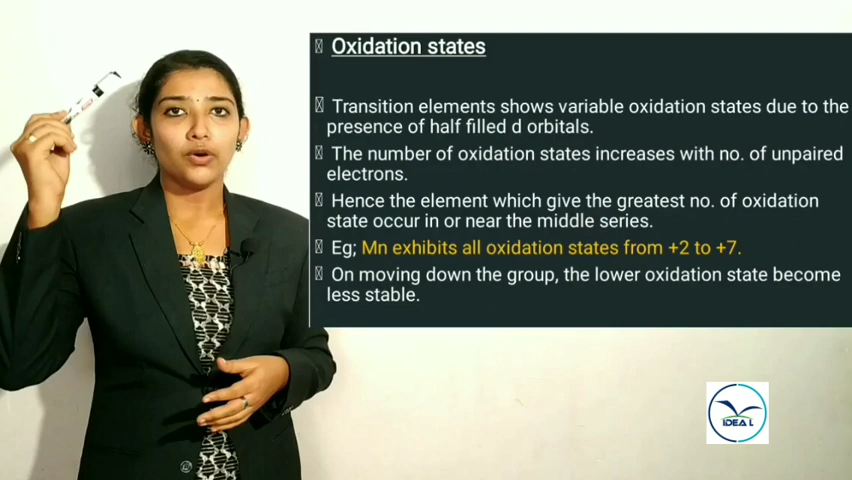 Oxidation states
Transition elements shows variable oxidation states due to the
presence of half filled d orbitals.
The number of oxidation states increases with no. of unpaired
electrons.
Hence the element which give the greatest no. of oxidation
state occur in or near the middle series.
Eg; Mn exhibits all oxidation states from +2 to +7.
On moving down the group, the lower oxidation state become
less stable.
IDEAL